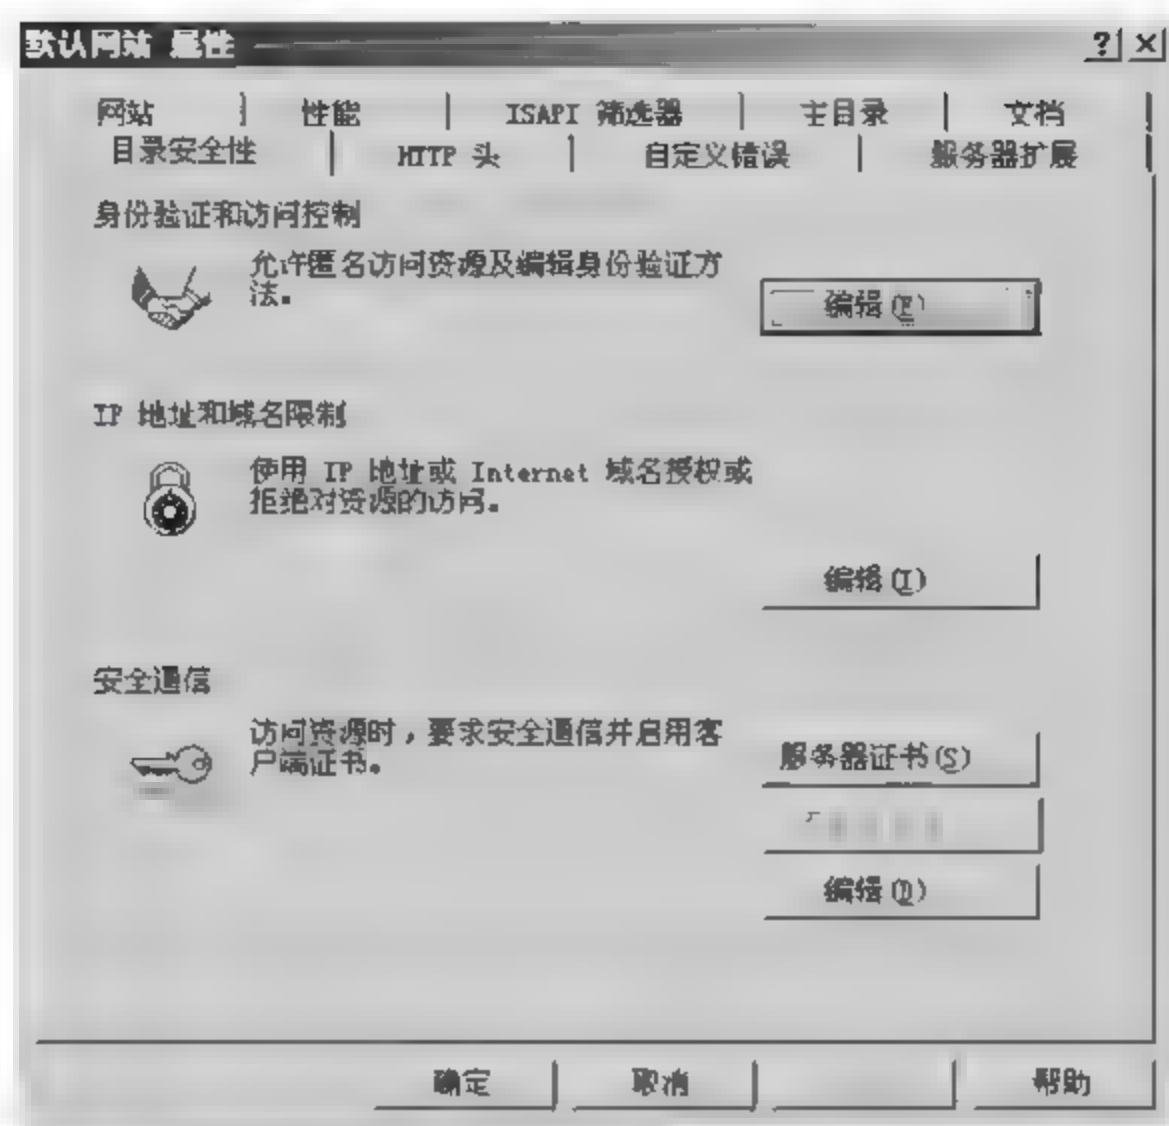 默认网站 属性
网站 性能 ISAPI 筛选器 主目录 文档
目录安全性 HTTP 头 自定义错误 服务器扩展
身份验证和访问控制
允许匿名访问资源及编辑身份验证方
法。
编辑(E)
IP 地址和域名限制
使用 IP 地址或 Internet 域名授权或
拒绝对资源的访问。
编辑(I)
安全通信
访问资源时，要求安全通信并启用客
户端证书。
服务器证书(S)
编辑(D)
确定 取消 帮助